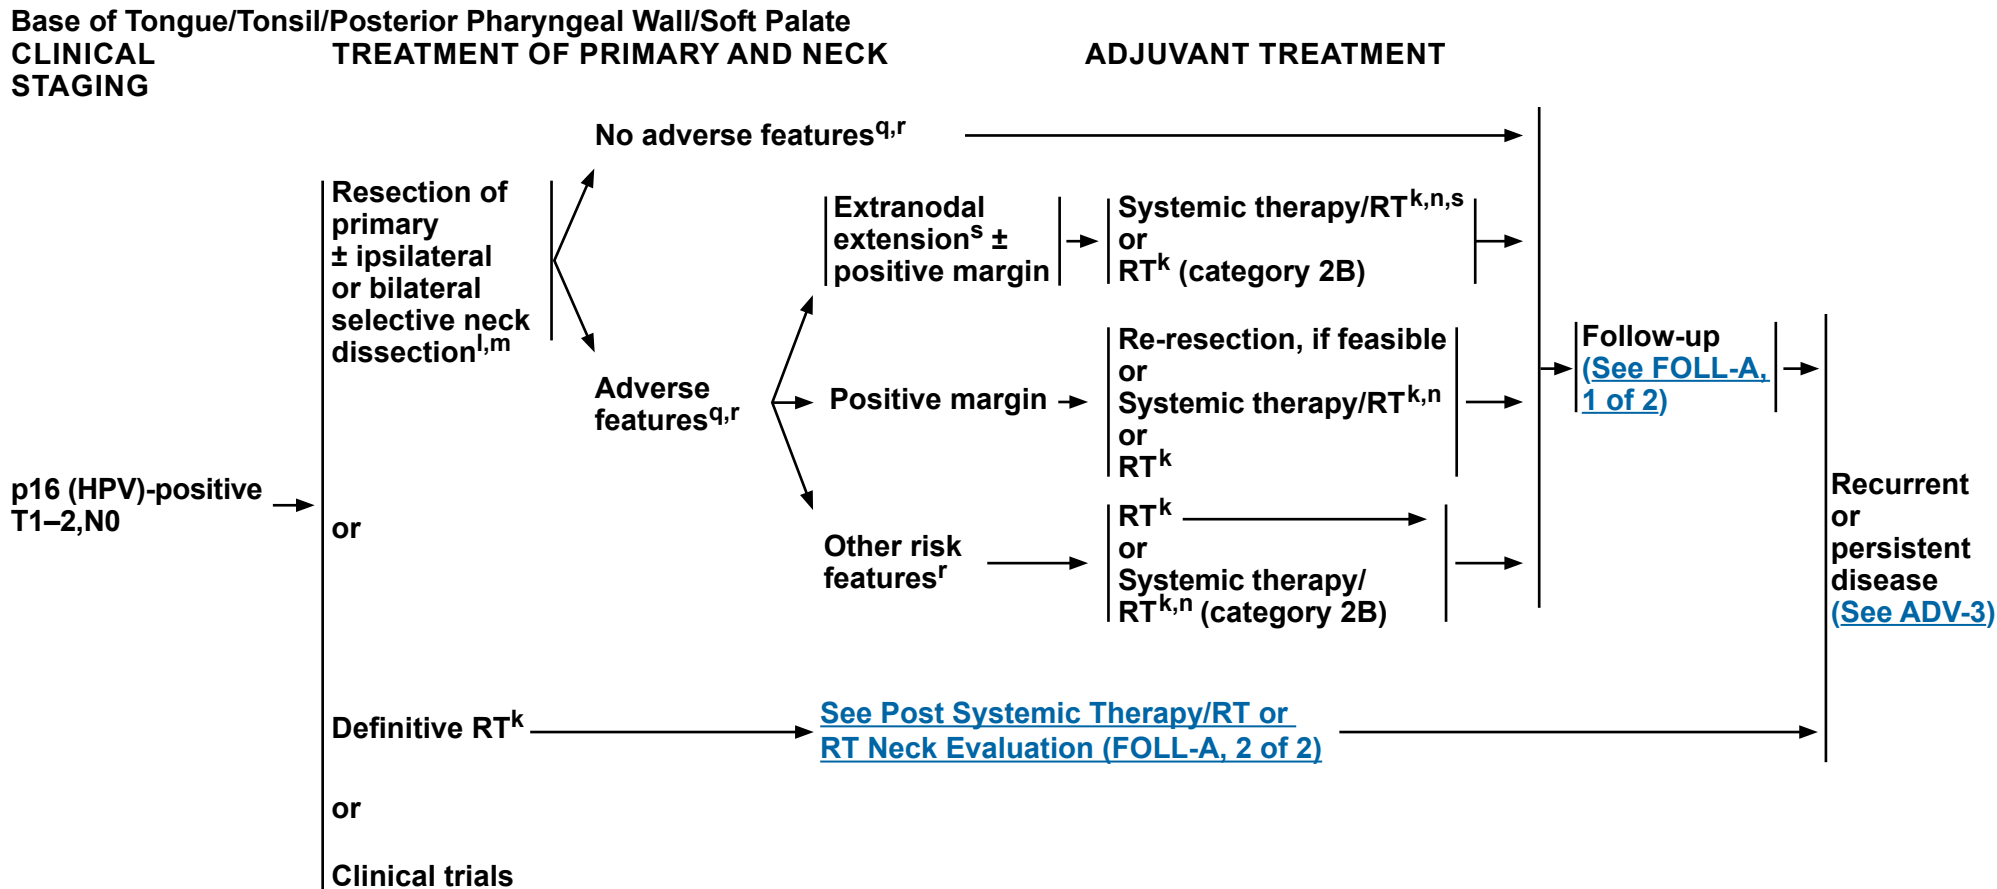 Base of Tongue/Tonsil/Posterior Pharyngeal Wall/Soft Palate
CLINICAL
STAGING
TREATMENT OF PRIMARY AND NECK
ADJUVANT TREATMENT
p16 (HPV)-positive
T1–2,N0
Resection of
primary
± ipsilateral
or bilateral
selective neck
dissectionl,m
or
Definitive RTk
or
Clinical trials
No adverse featuresq,r
Adverse
featuresq,r
Extranodal
extensions ±
positive margin
Systemic therapy/RTk,n,s
or
RTk (category 2B)
Positive margin
Re-resection, if feasible
or
Systemic therapy/RTk,n
or
RTk
Other risk
featuresr
RTk
or
Systemic therapy/
RTk,n (category 2B)
See Post Systemic Therapy/RT or
RT Neck Evaluation (FOLL-A, 2 of 2)
Follow-up
(See FOLL-A,
1 of 2)
Recurrent
or
persistent
disease
(See ADV-3)